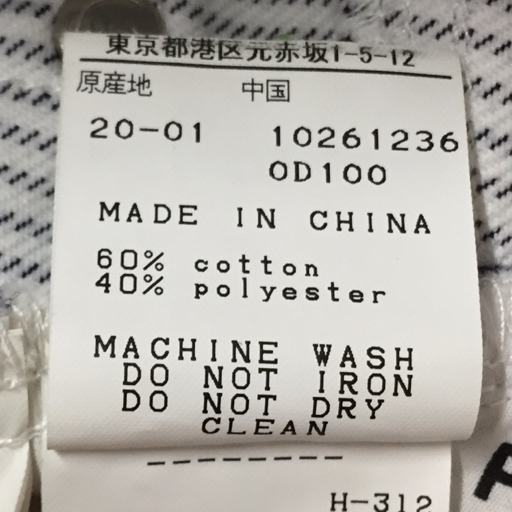 東京都港区元赤坂1-5-12
原産地 中国
20-01 10261236
OD100
MADE IN CHINA
60% cotton
40% polyester
MACHINE WASH
DO NOT IRON
DO NOT DRY
CLEAN
---------
H-312